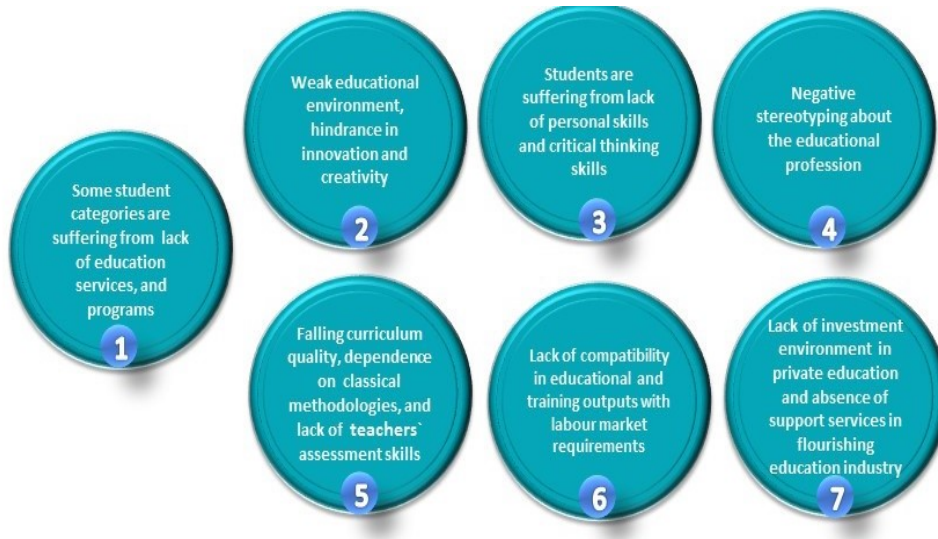 Some student
categories are
suffering from lack
of education
services, and
programs
1
Weak educational
environment,
hindrance in
innovation and
creativity
2
Students are
suffering from lack
of personal skills
and critical thinking
skills
3
Negative
stereotyping about
the educational
profession
4
Falling curriculum
quality, dependence
on classical
methodologies, and
lack of teachers`
assessment skills
5
Lack of compatibility
in educational and
training outputs with
labour market
requirements
6
Lack of investment
environment in
private education
and absence of
support services in
flourishing
education industry
7